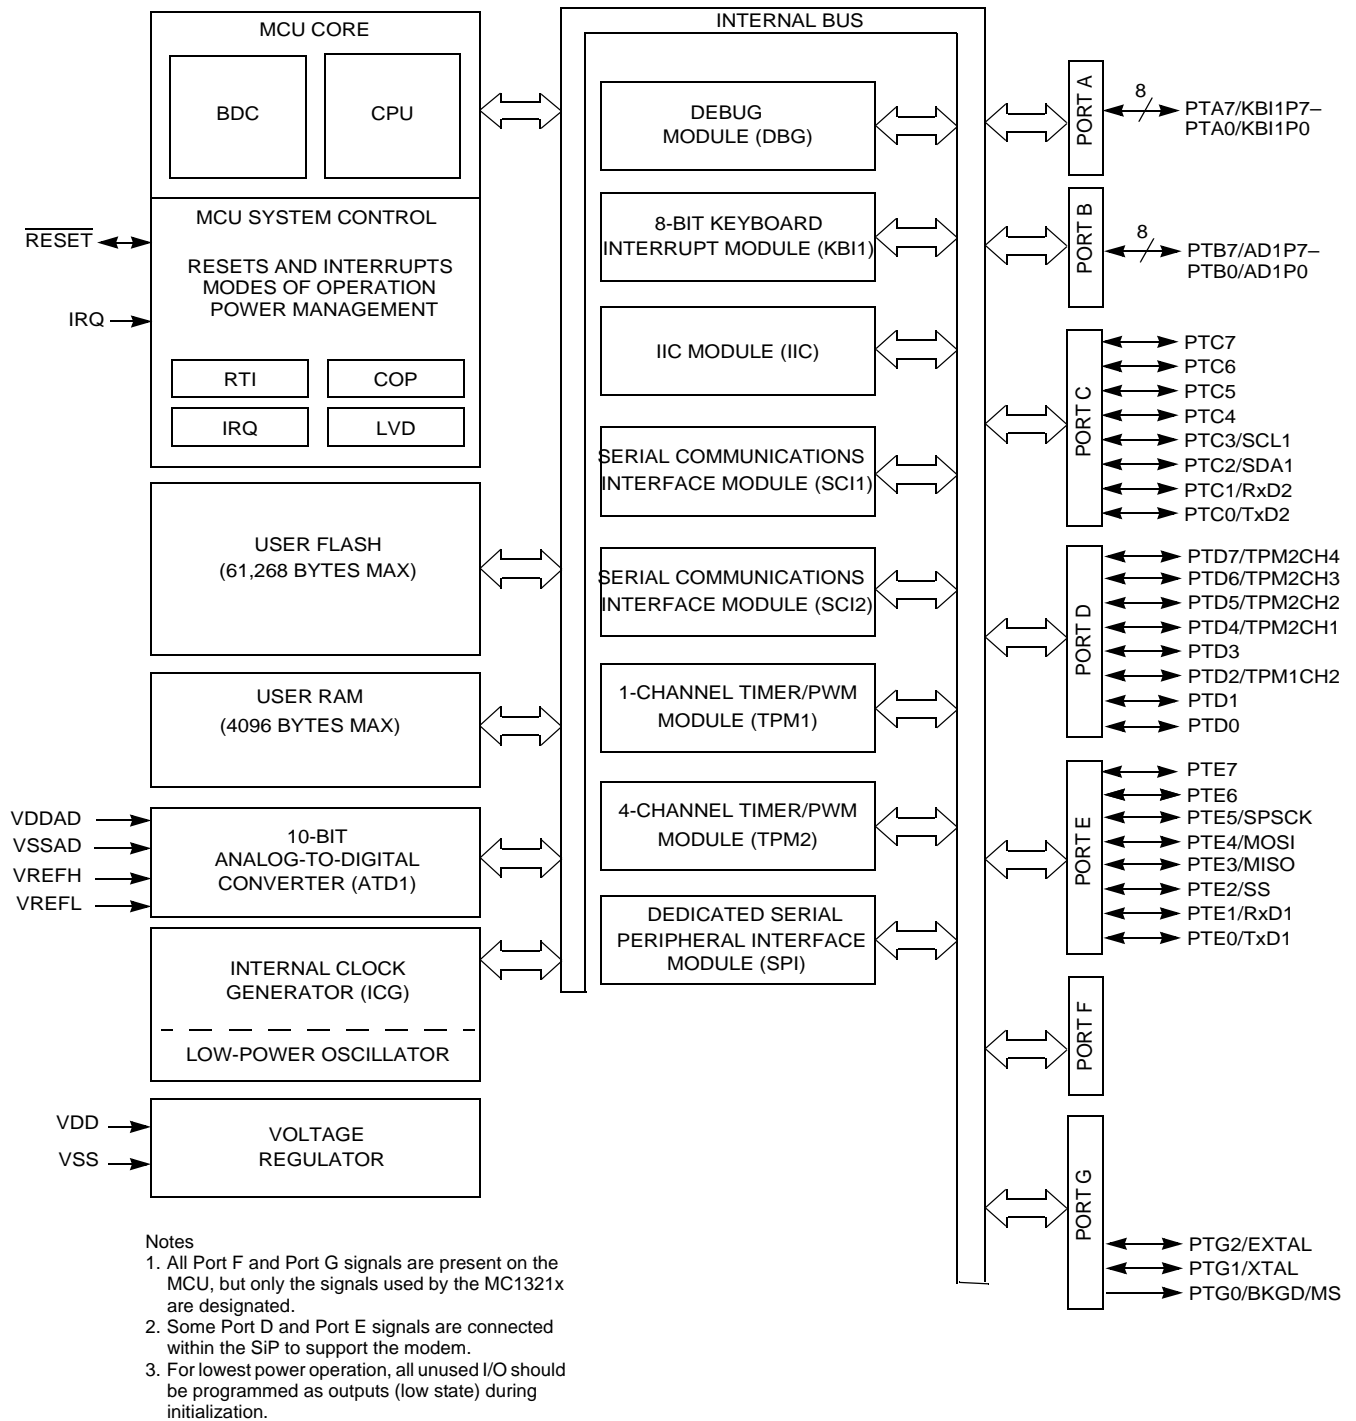 MCU CORE
BDC
CPU
MCU SYSTEM CONTROL
RESETS AND INTERRUPTS
MODES OF OPERATION
POWER MANAGEMENT
RTI
COP
IRQ
LVD
RESET
IRQ
USER FLASH
(61,268 BYTES MAX)
USER RAM
(4096 BYTES MAX)
VDDAD
VSSAD
VREFH
VREFL
10-BIT
ANALOG-TO-DIGITAL
CONVERTER (ATD1)
INTERNAL CLOCK
GENERATOR (ICG)
LOW-POWER OSCILLATOR
VDD
VSS
VOLTAGE
REGULATOR
INTERNAL BUS
DEBUG
MODULE (DBG)
8-BIT KEYBOARD
INTERRUPT MODULE (KBI1)
IIC MODULE (IIC)
SERIAL COMMUNICATIONS
INTERFACE MODULE (SCI1)
SERIAL COMMUNICATIONS
INTERFACE MODULE (SCI2)
1-CHANNEL TIMER/PWM
MODULE (TPM1)
4-CHANNEL TIMER/PWM
MODULE (TPM2)
DEDICATED SERIAL
PERIPHERAL INTERFACE
MODULE (SPI)
PORT A
8
PTA7/KBI1P7–
PTA0/KBI1P0
PORT B
8
PTB7/AD1P7–
PTB0/AD1P0
PORT C
PTC7
PTC6
PTC5
PTC4
PTC3/SCL1
PTC2/SDA1
PTC1/RxD2
PTC0/TxD2
PORT D
PTD7/TPM2CH4
PTD6/TPM2CH3
PTD5/TPM2CH2
PTD4/TPM2CH1
PTD3
PTD2/TPM1CH2
PTD1
PTD0
PORT E
PTE7
PTE6
PTE5/SPSCK
PTE4/MOSI
PTE3/MISO
PTE2/SS
PTE1/RxD1
PTE0/TxD1
PORT F
PORT G
PTG2/EXTAL
PTG1/XTAL
PTG0/BKGD/MS
Notes
1. All Port F and Port G signals are present on the
MCU, but only the signals used by the MC1321x
are designated.
2. Some Port D and Port E signals are connected
within the SiP to support the modem.
3. For lowest power operation, all unused I/O should
be programmed as outputs (low state) during
initialization.